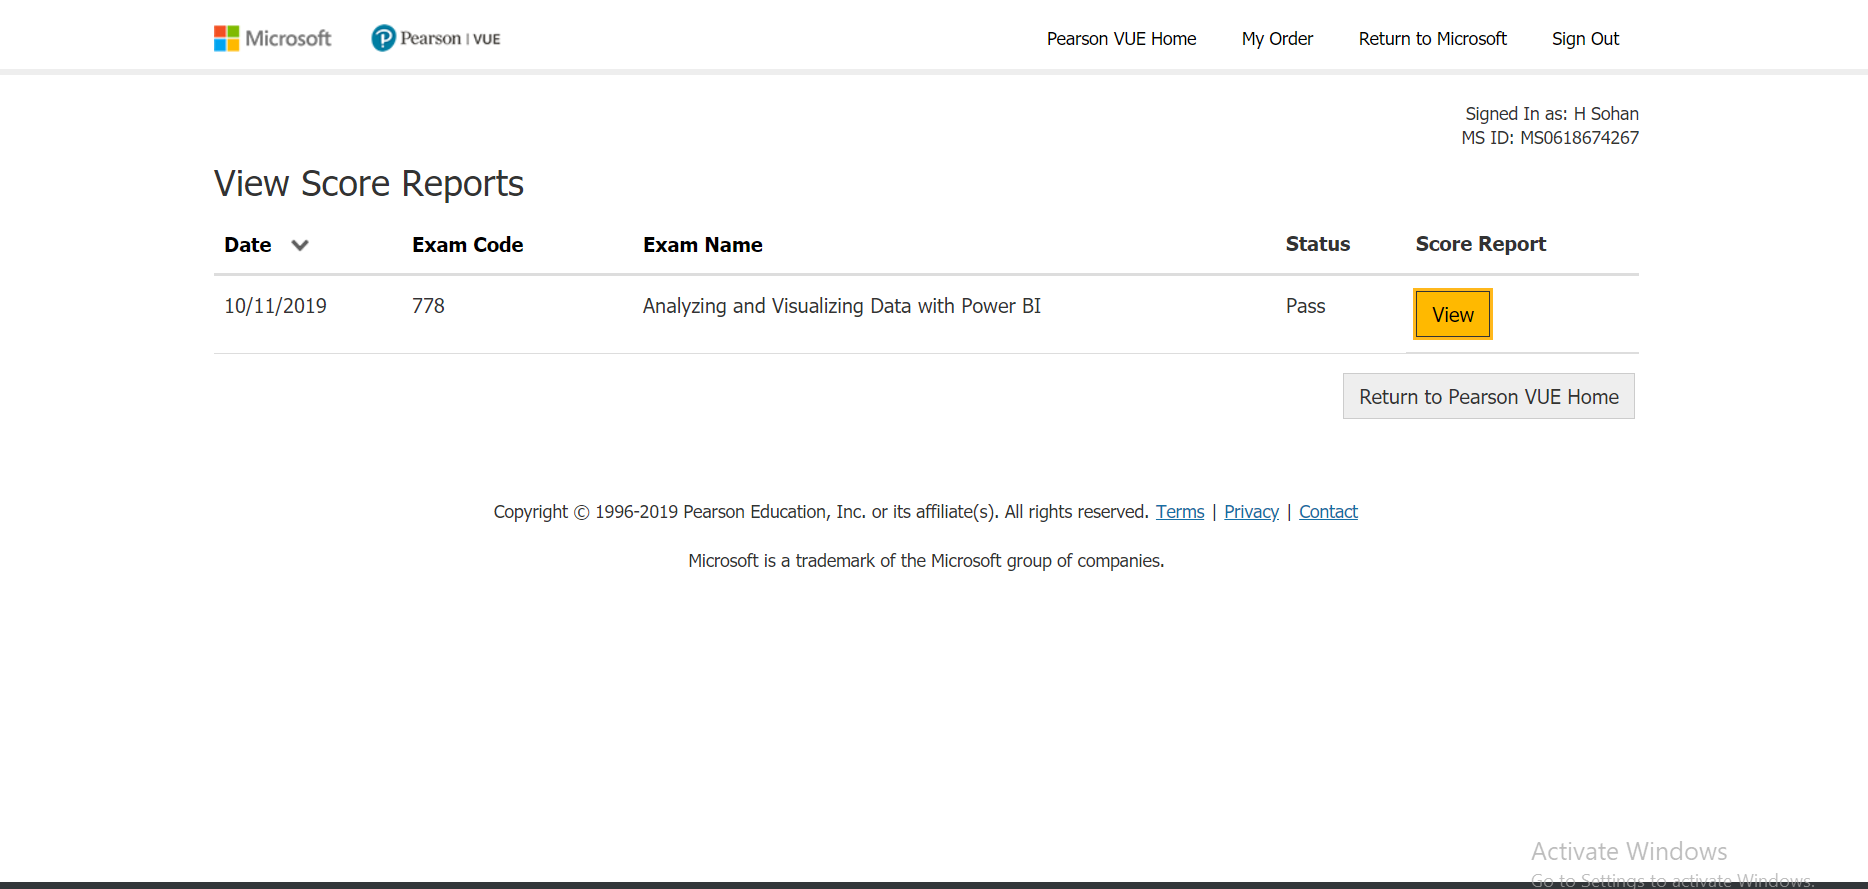 Microsoft Pearson | VUE Pearson VUE Home My Order Return to Microsoft Sign Out
Signed In as: H Sohan
MS ID: MS0618674267
View Score Reports
Date Exam Code Exam Name Status Score Report
10/11/2019 778 Analyzing and Visualizing Data with Power BI Pass View
Return to Pearson VUE Home
Copyright © 1996-2019 Pearson Education, Inc. or its affiliate(s). All rights reserved. Terms | Privacy | Contact
Microsoft is a trademark of the Microsoft group of companies.
Activate Windows
Go to Settings to activate Windows.